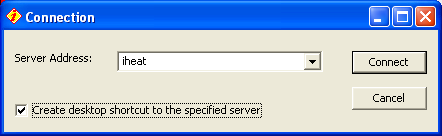 Connection
Server Address:
iheat
Connect
Cancel
Create desktop shortcut to the specified server